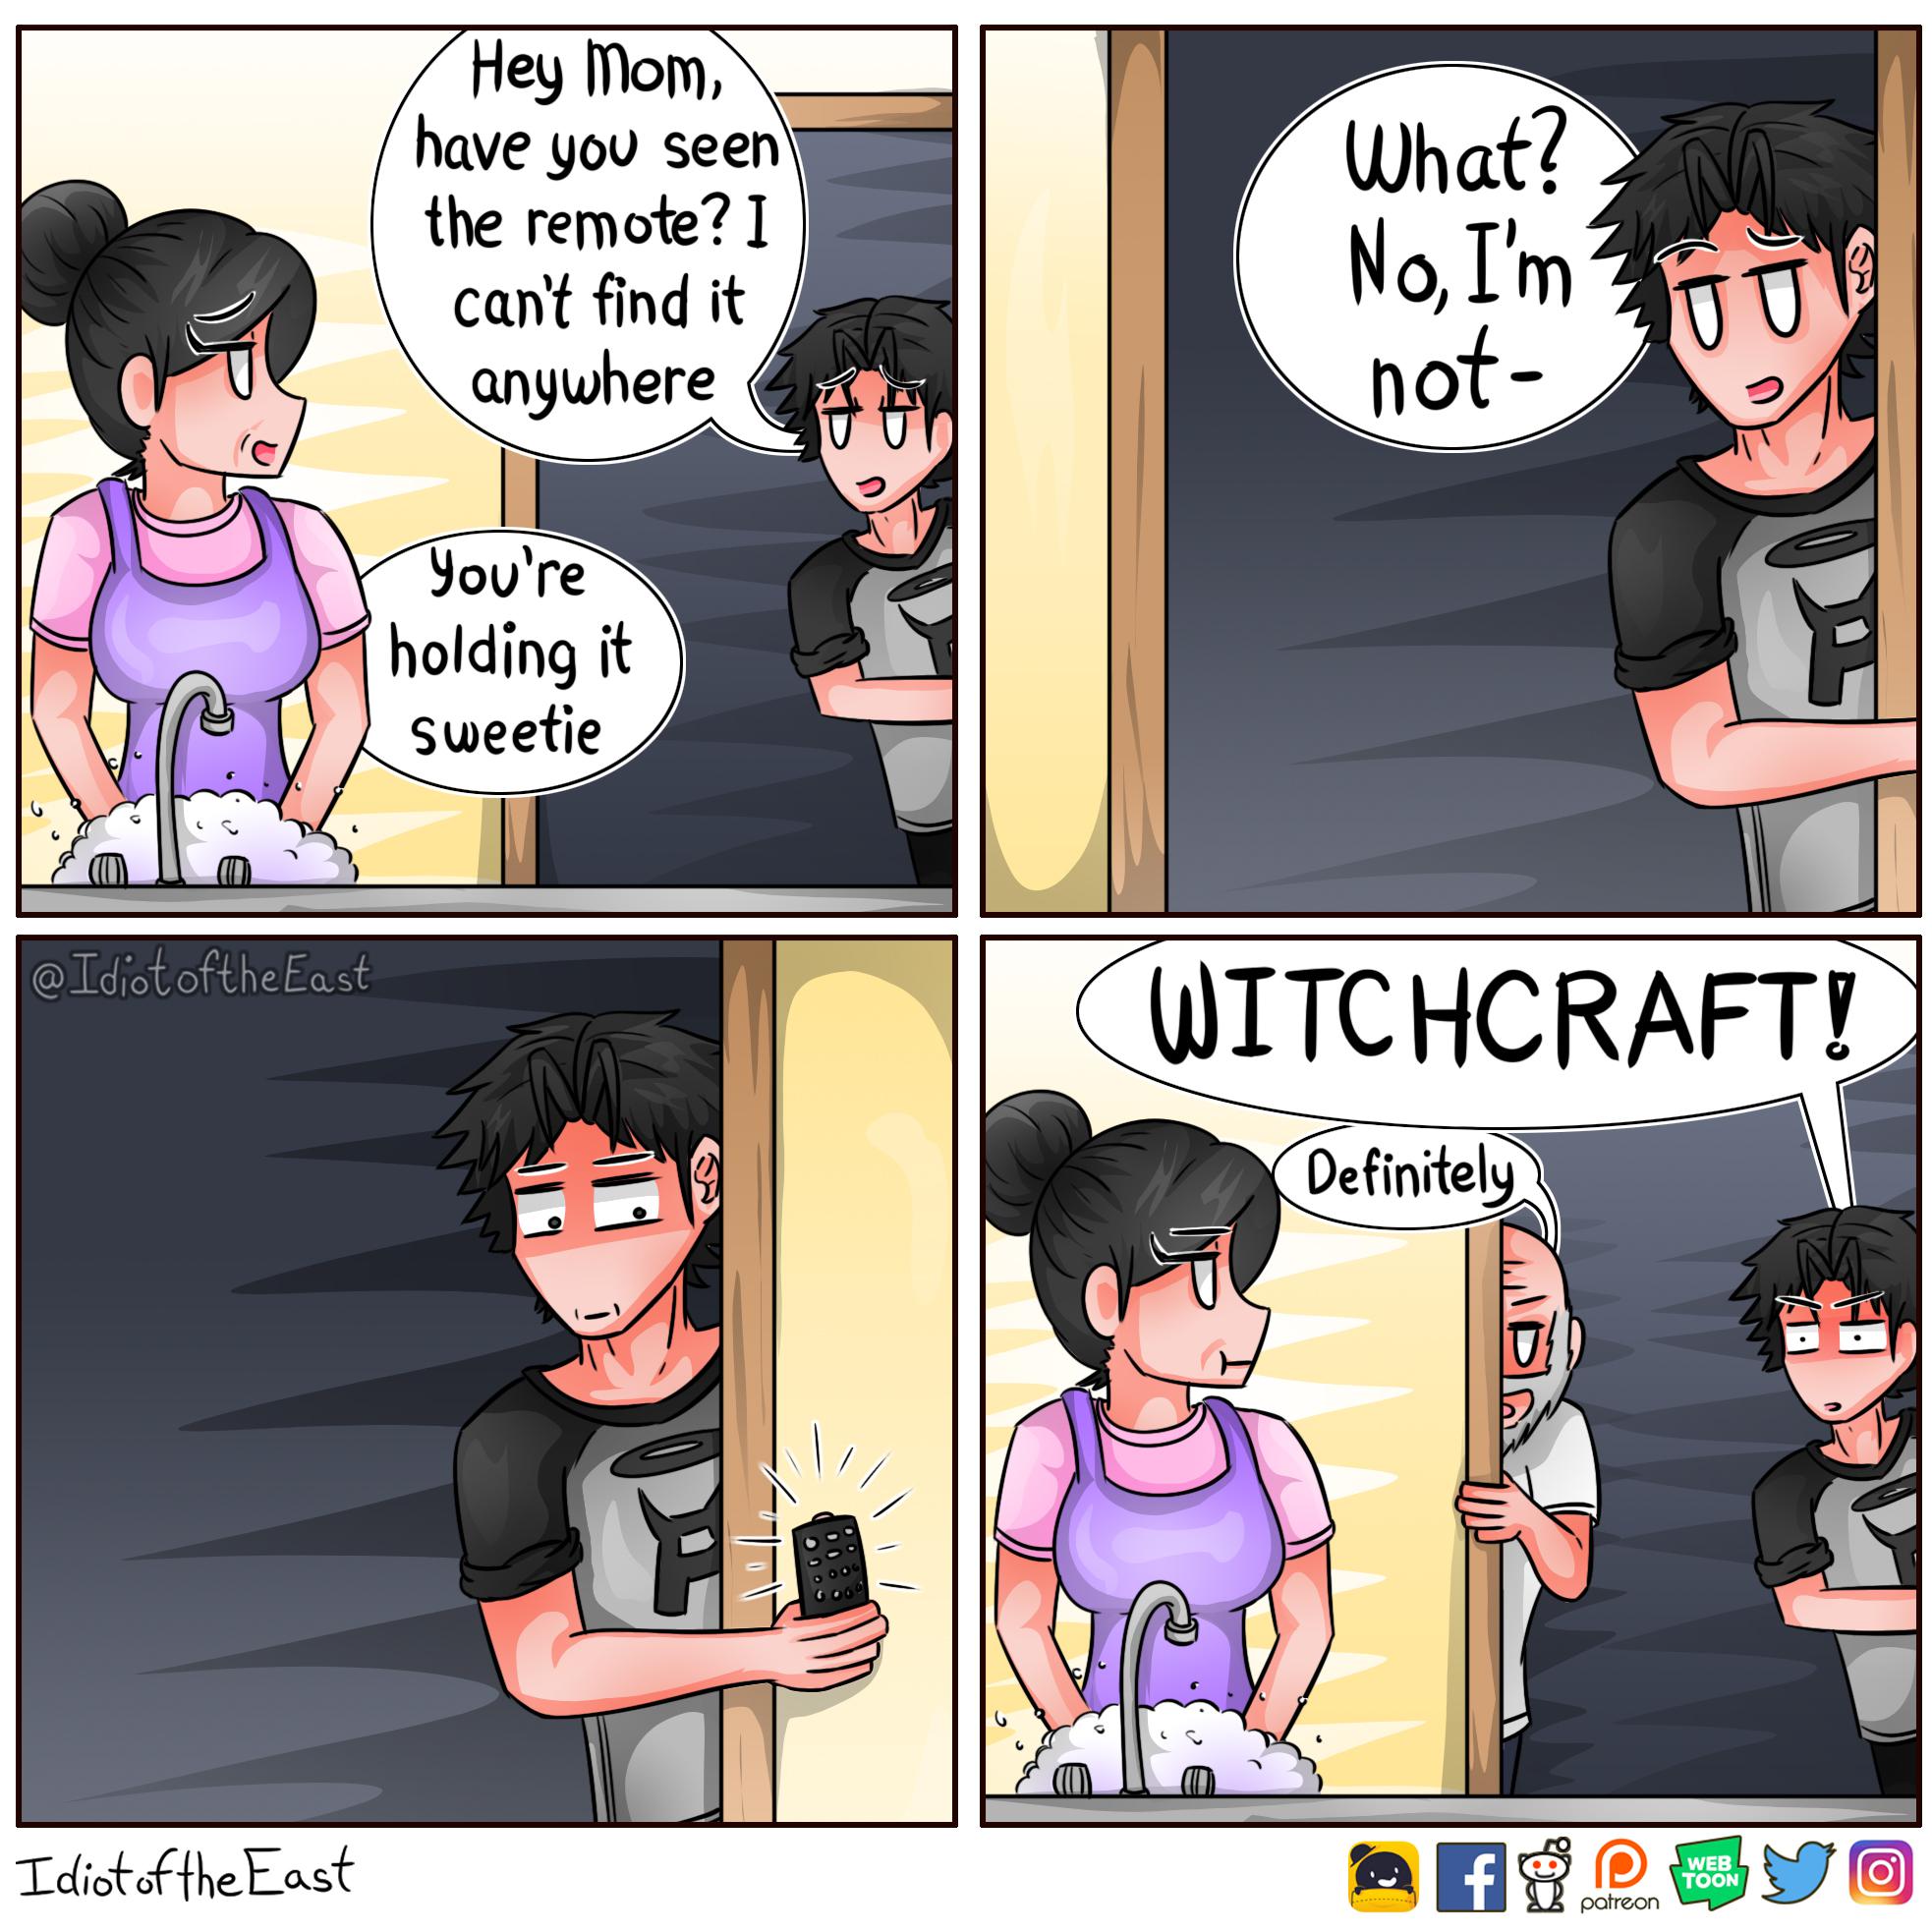 Hey Mom,
have you seen
the remote? I
can't find it
anywhere
You're
holding it
sweetie
What?
No, I'm
not-
@IdiotoftheEast
WITCHCRAFT!
Definitely
IdiotoftheEast
patreon
WEB
TOON